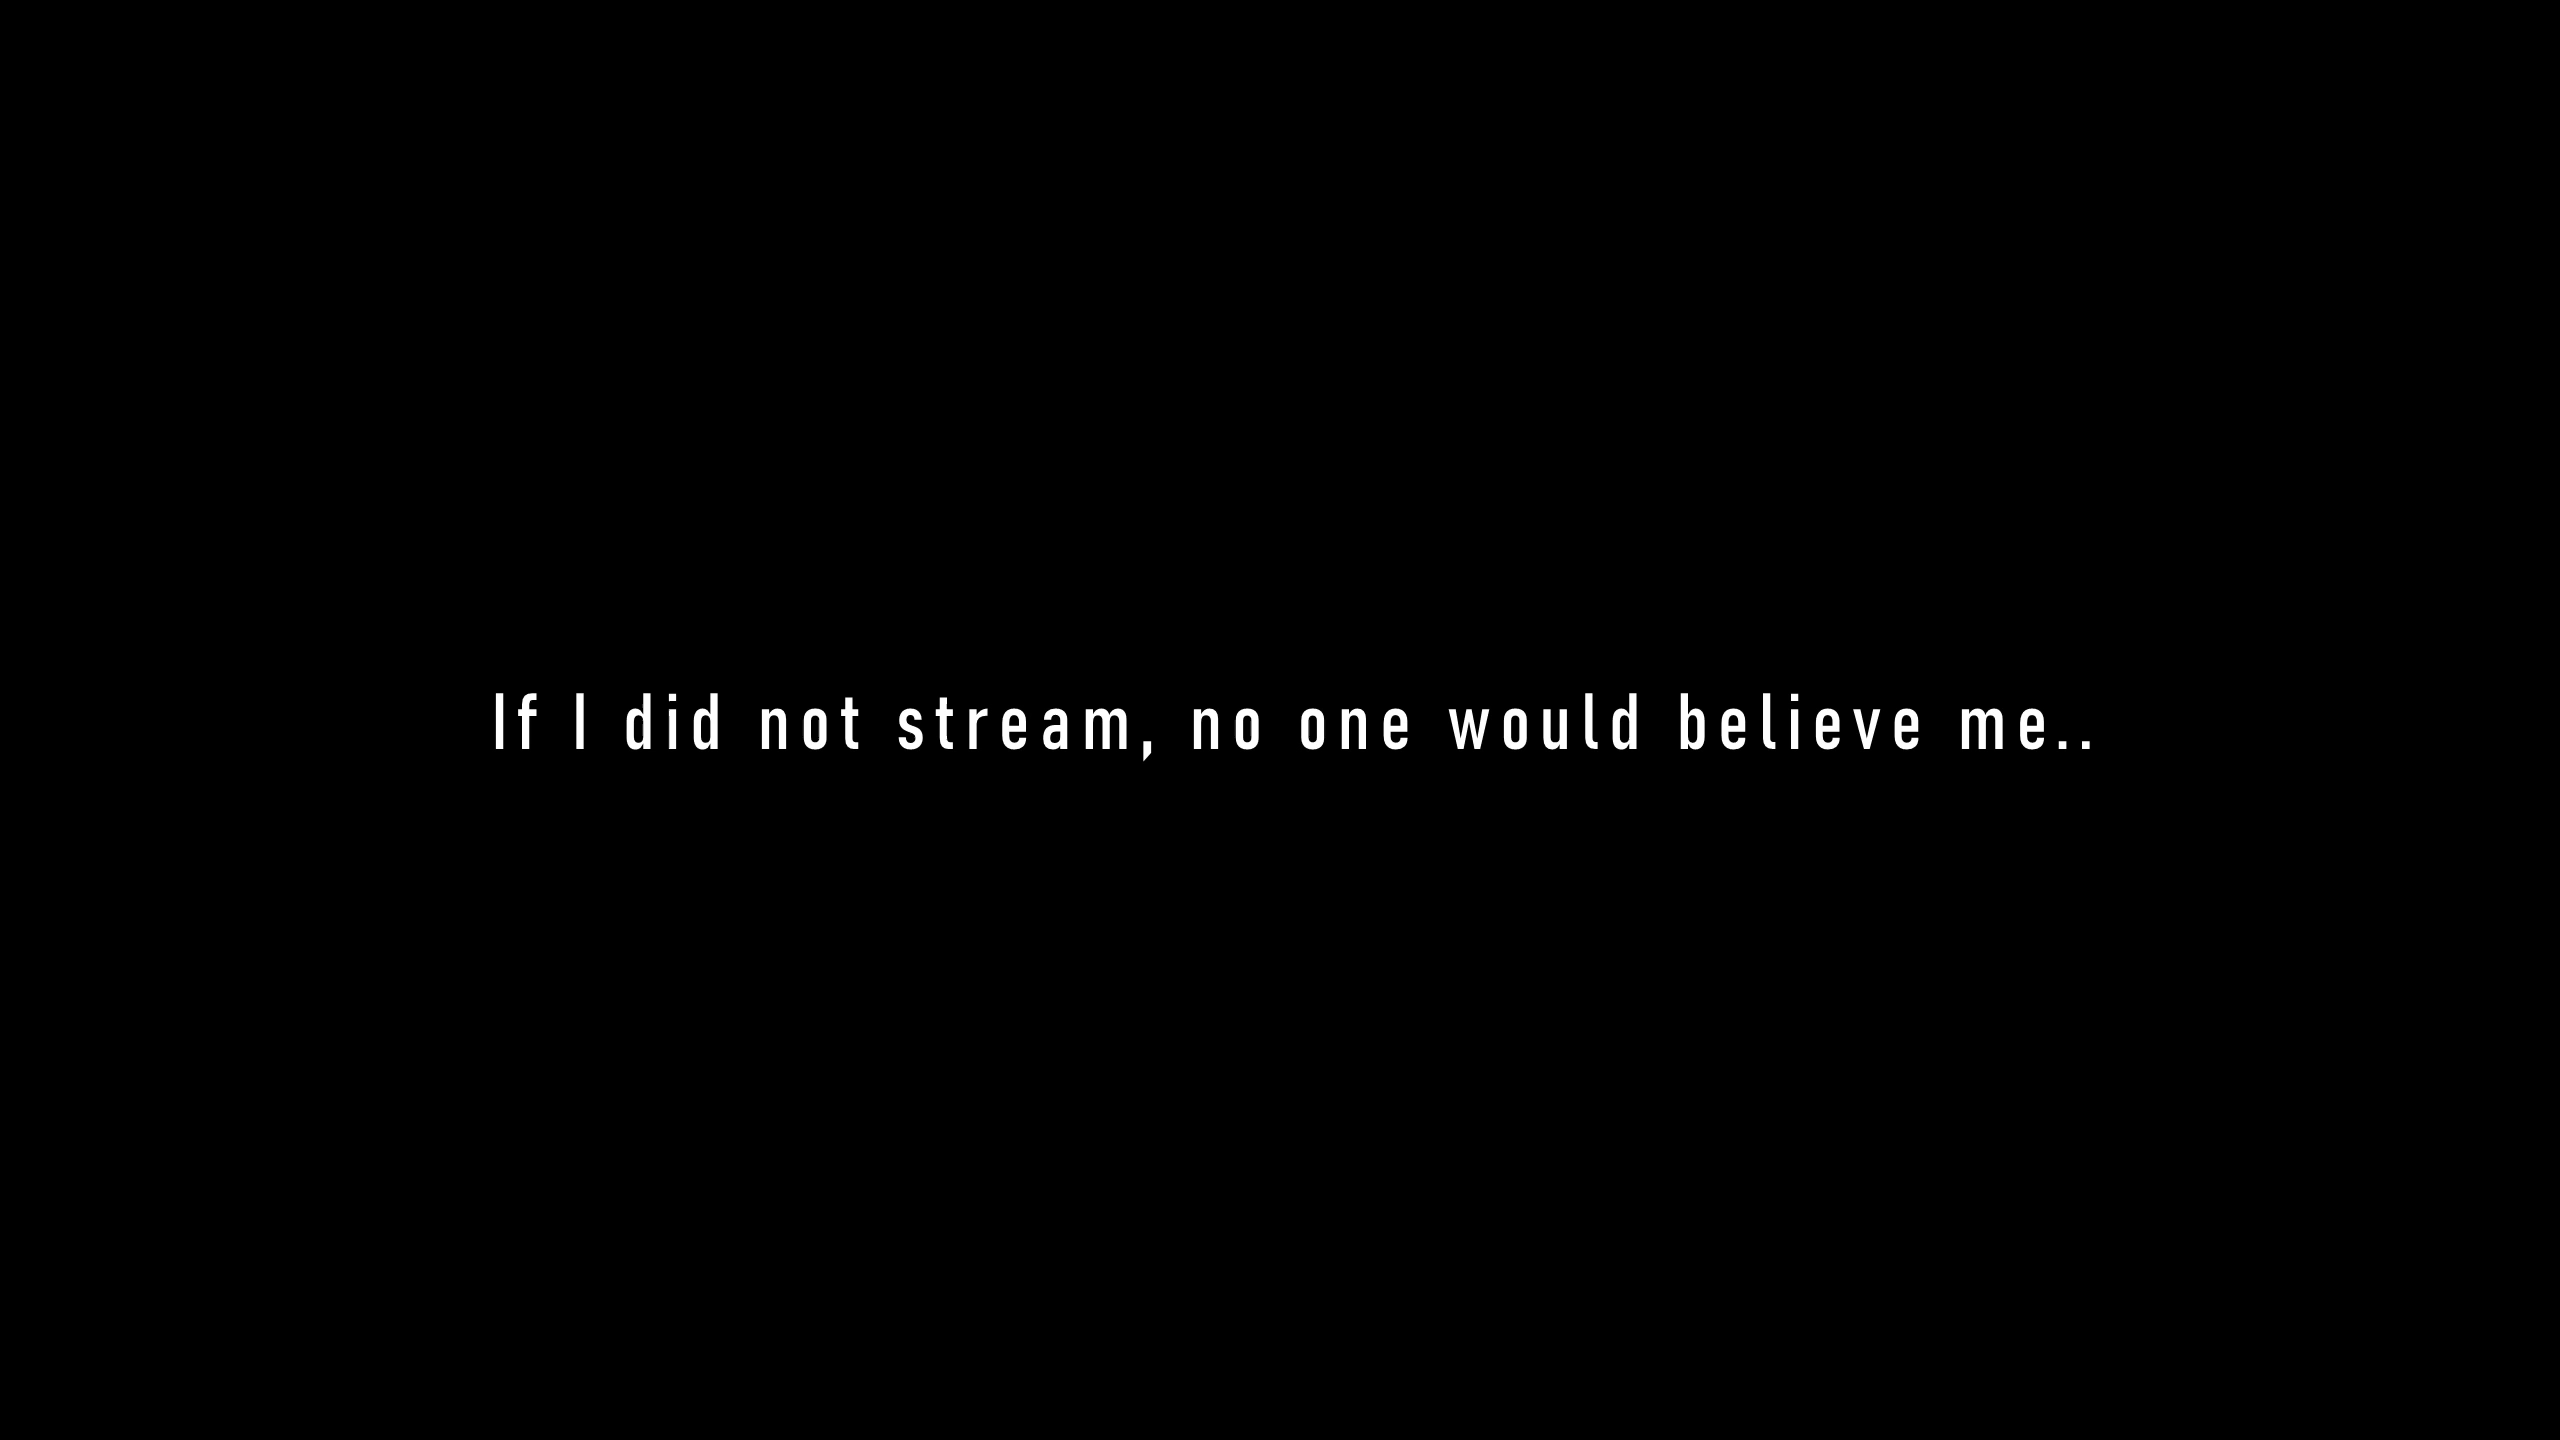 If I did not stream, no one would believe me..